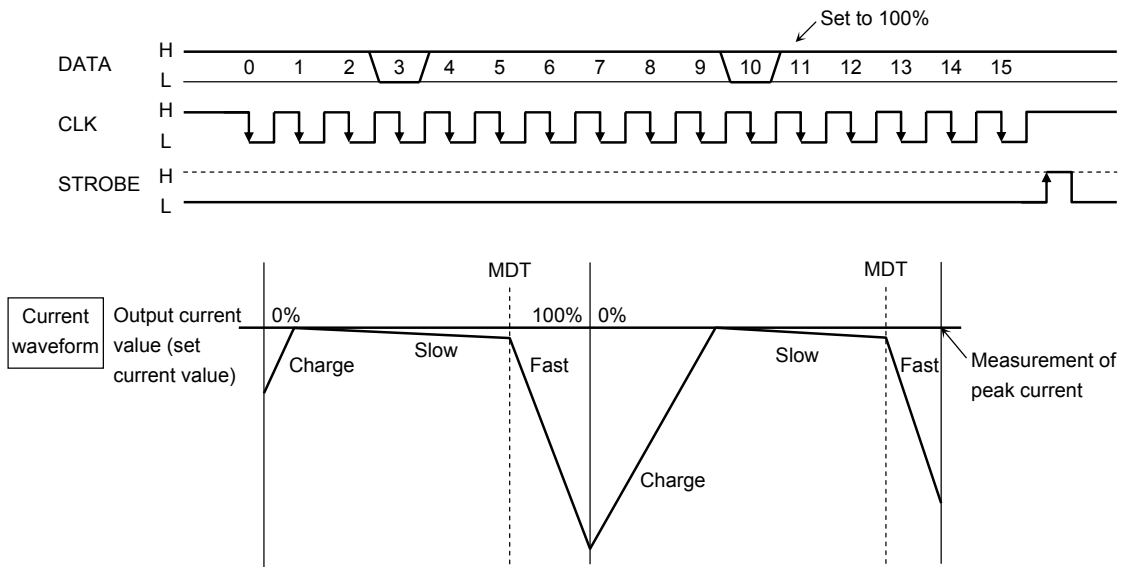 Set to 100%
DATA H L 0 1 2 3 4 5 6 7 8 9 10 11 12 13 14 15
CLK H L
STROBE H L
MDT MDT
Current waveform
Output current value (set current value)
0% 100% 0%
Charge Slow Fast Charge Slow Fast
Measurement of peak current